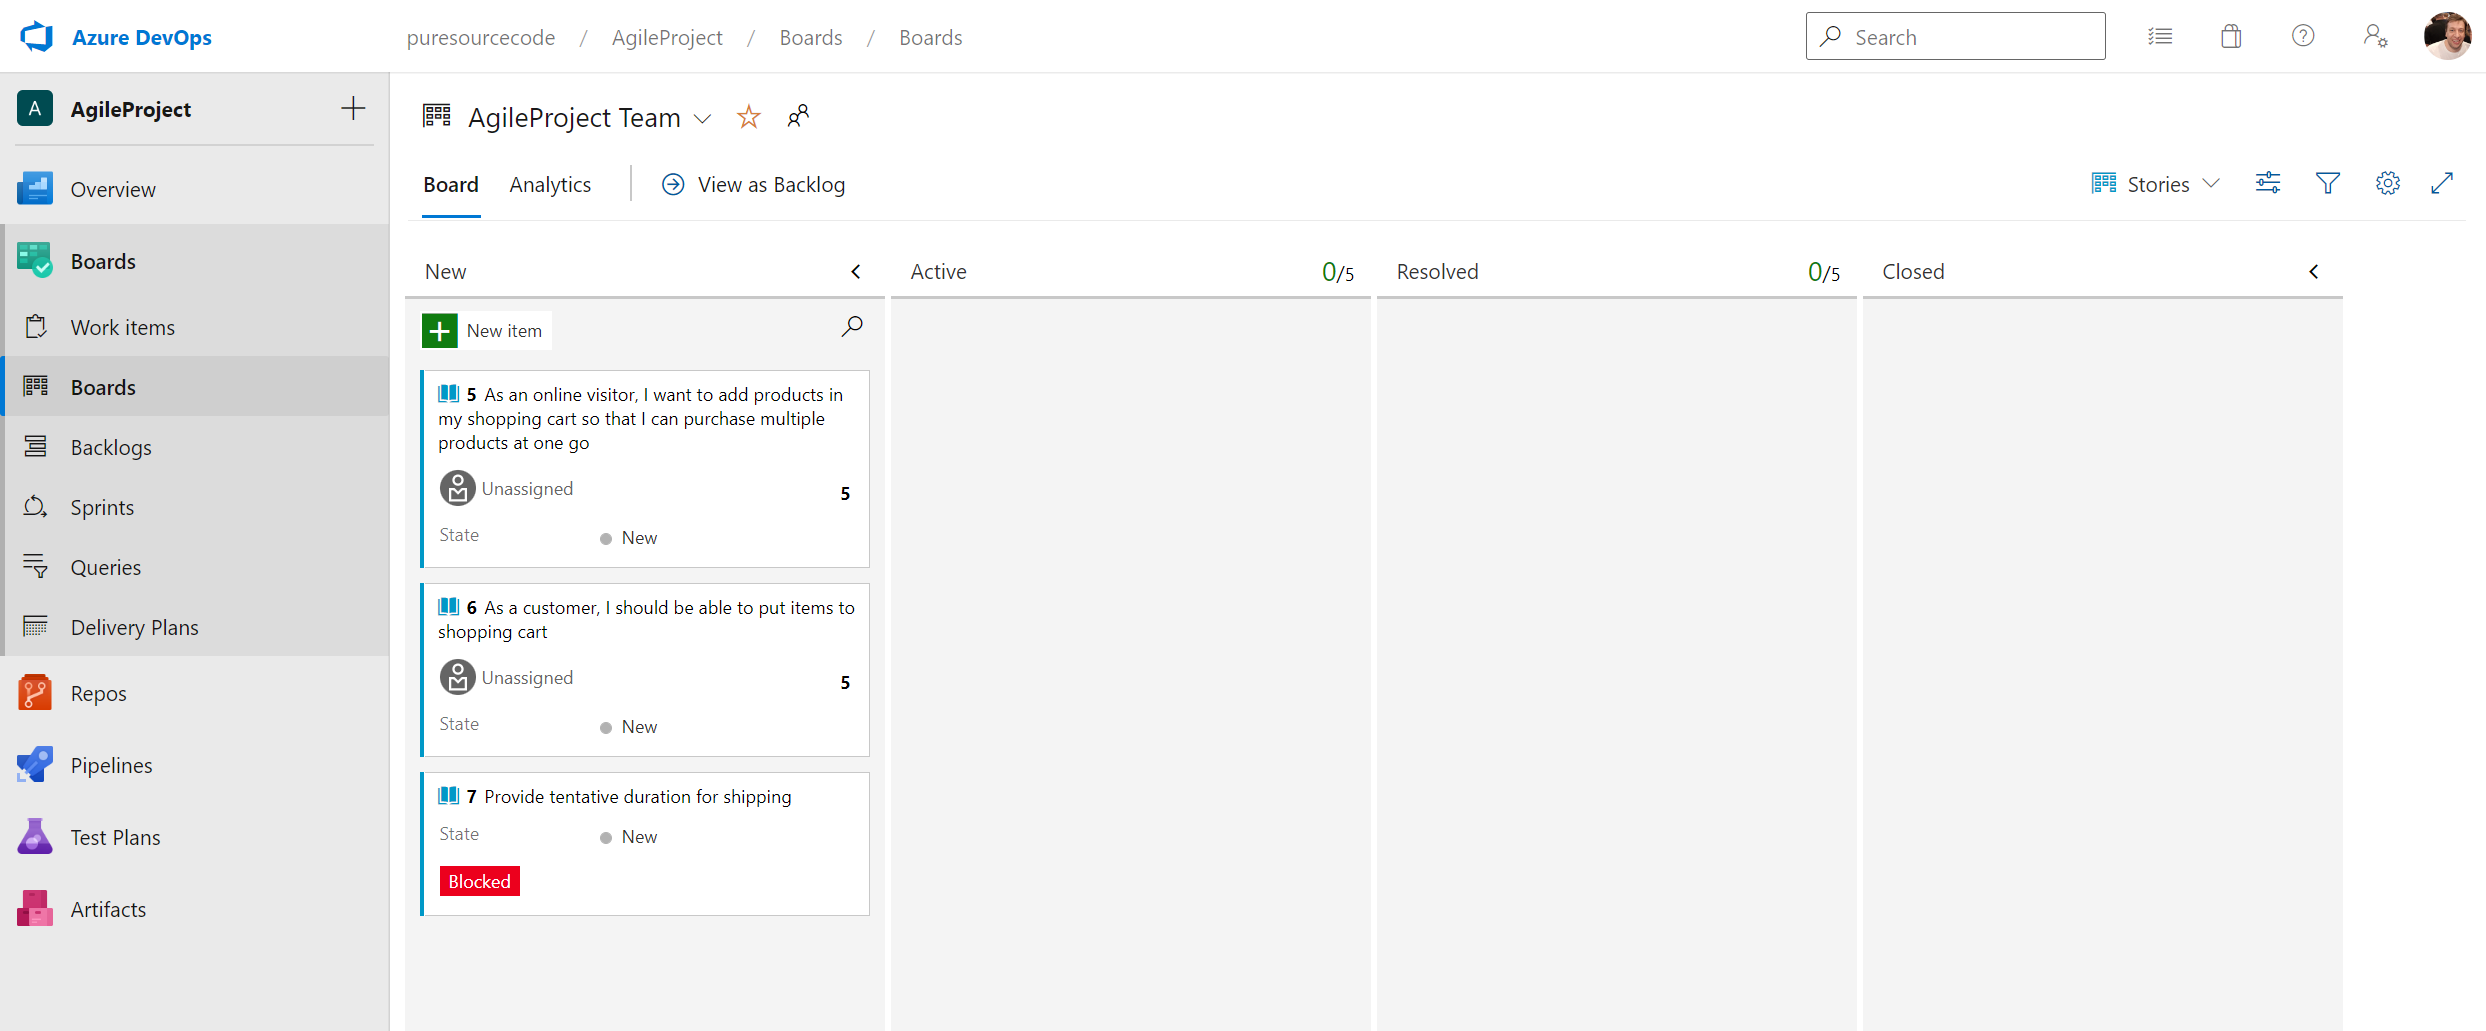 Azure DevOps
puresourcecode / AgileProject / Boards / Boards
Search
A AgileProject
Overview
Boards
Work items
Boards
Backlogs
Sprints
Queries
Delivery Plans
Repos
Pipelines
Test Plans
Artifacts
AgileProject Team
Board Analytics View as Backlog
Stories
New
Active 0/5
Resolved 0/5
Closed
New item
5 As an online visitor, I want to add products in
my shopping cart so that I can purchase multiple
products at one go
Unassigned 5
State New
6 As a customer, I should be able to put items to
shopping cart
Unassigned 5
State New
7 Provide tentative duration for shipping
State New
Blocked